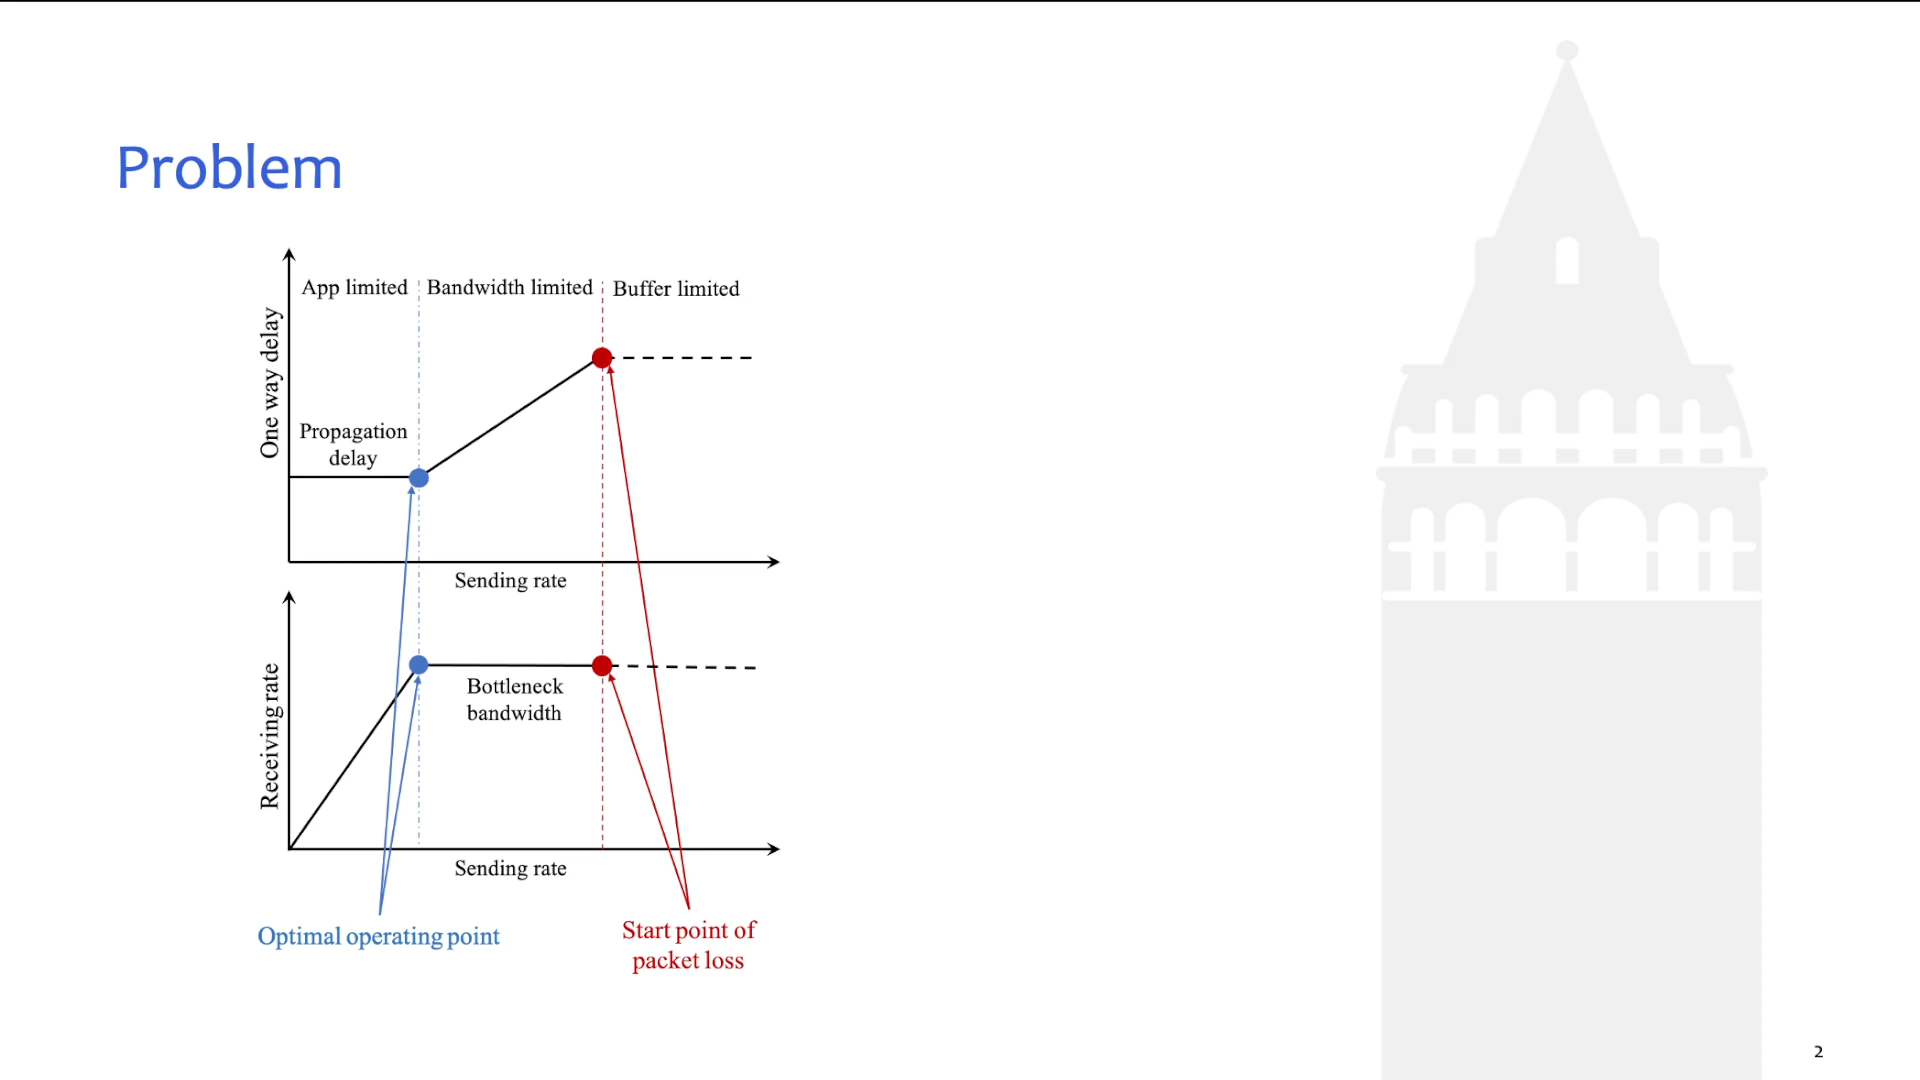 Problem
App limited
Bandwidth limited
Buffer limited
One way delay
Propagation
delay
Sending rate
Receiving rate
Bottleneck
bandwidth
Sending rate
Optimal operating point
Start point of
packet loss
2